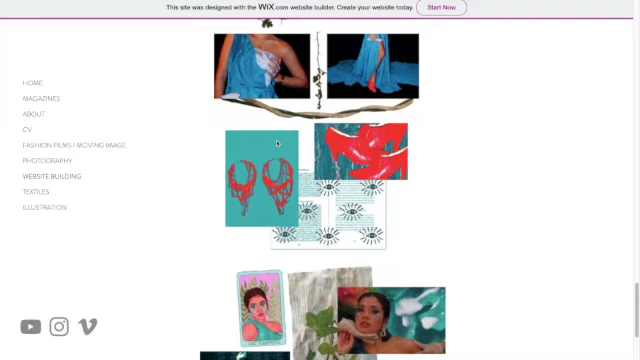 This site was designed with the WiX.com website builder. Create your website today.
Start Now
HOME
MAGAZINES
ABOUT
CV
FASHION FILMS / MOVING IMAGE
PHOTOGRAPHY
WEBSITE BUILDING
TEXTILES
ILLUSTRATION